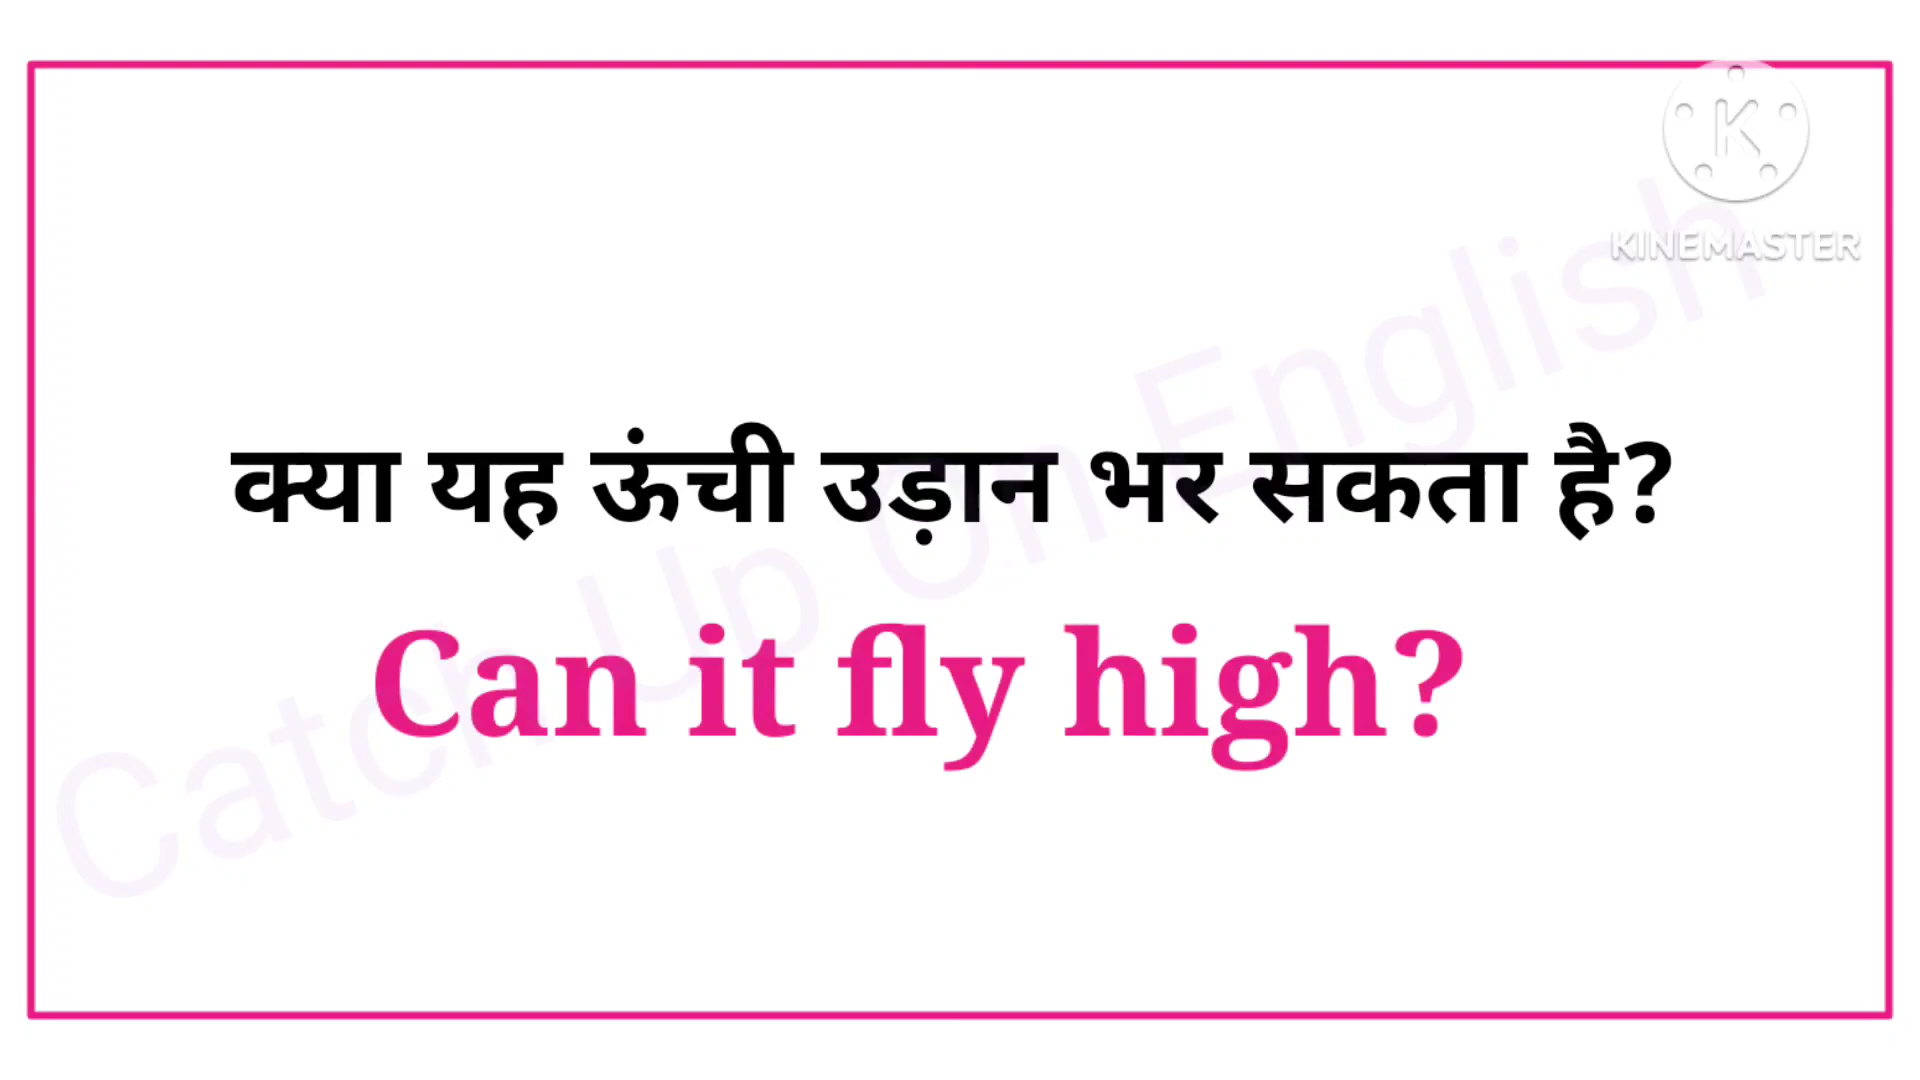 KINEMASTER
क्या यह ऊंची उड़ान भर सकता है?
Can it fly high?
Catch Up On English